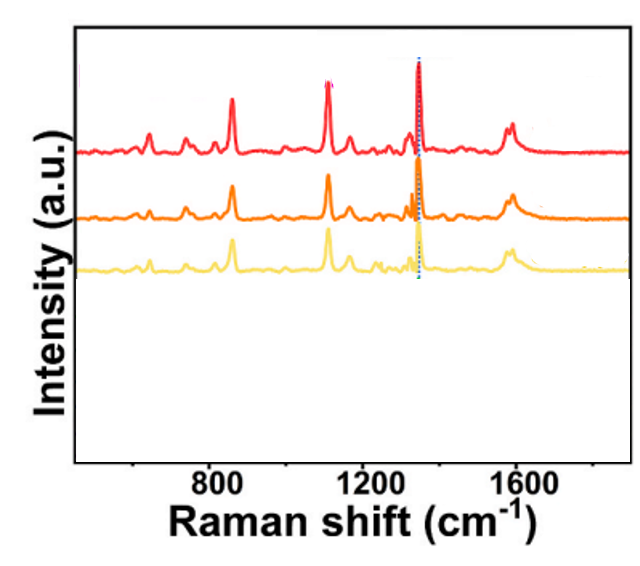 Intensity (a.u.)
800 1200 1600
Raman shift (cm⁻¹)